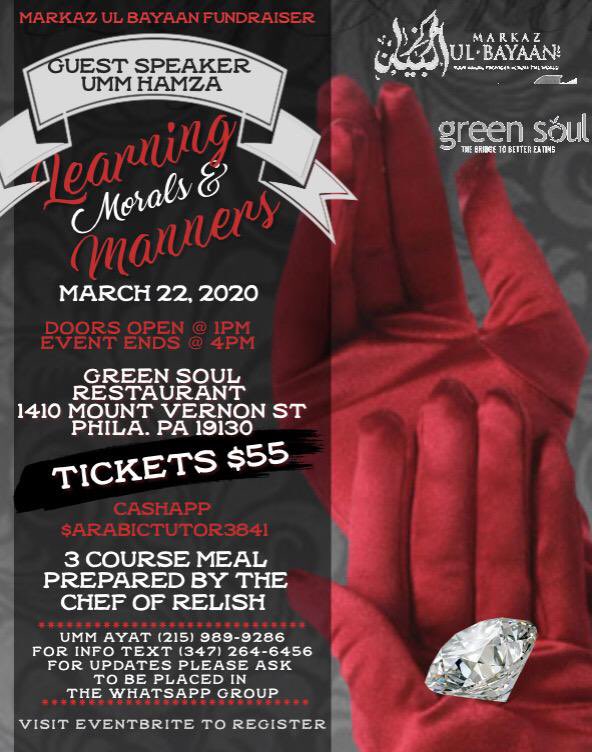 MARKAZ UL BAYAAN FUNDRAISER
GUEST SPEAKER
UMM HAMZA
Learning
Morals &
Manners
MARCH 22, 2020
DOORS OPEN @ 1PM
EVENT ENDS @ 4PM
GREEN SOUL
RESTAURANT
1410 MOUNT VERNON ST
PHILA. PA 19130
TICKETS $55
CASHAPP
$ARABICTUTOR3841
3 COURSE MEAL
PREPARED BY THE
CHEF OF RELISH
UMM AYAT (215) 989-9286
FOR INFO TEXT (347) 264-6456
FOR UPDATES PLEASE ASK
TO BE PLACED IN
THE WHATSAPP GROUP
VISIT EVENTBRITE TO REGISTER
البيان
MARKAZ
UL·BAYAAN
green soul
THE BRIDGE TO BETTER EATING